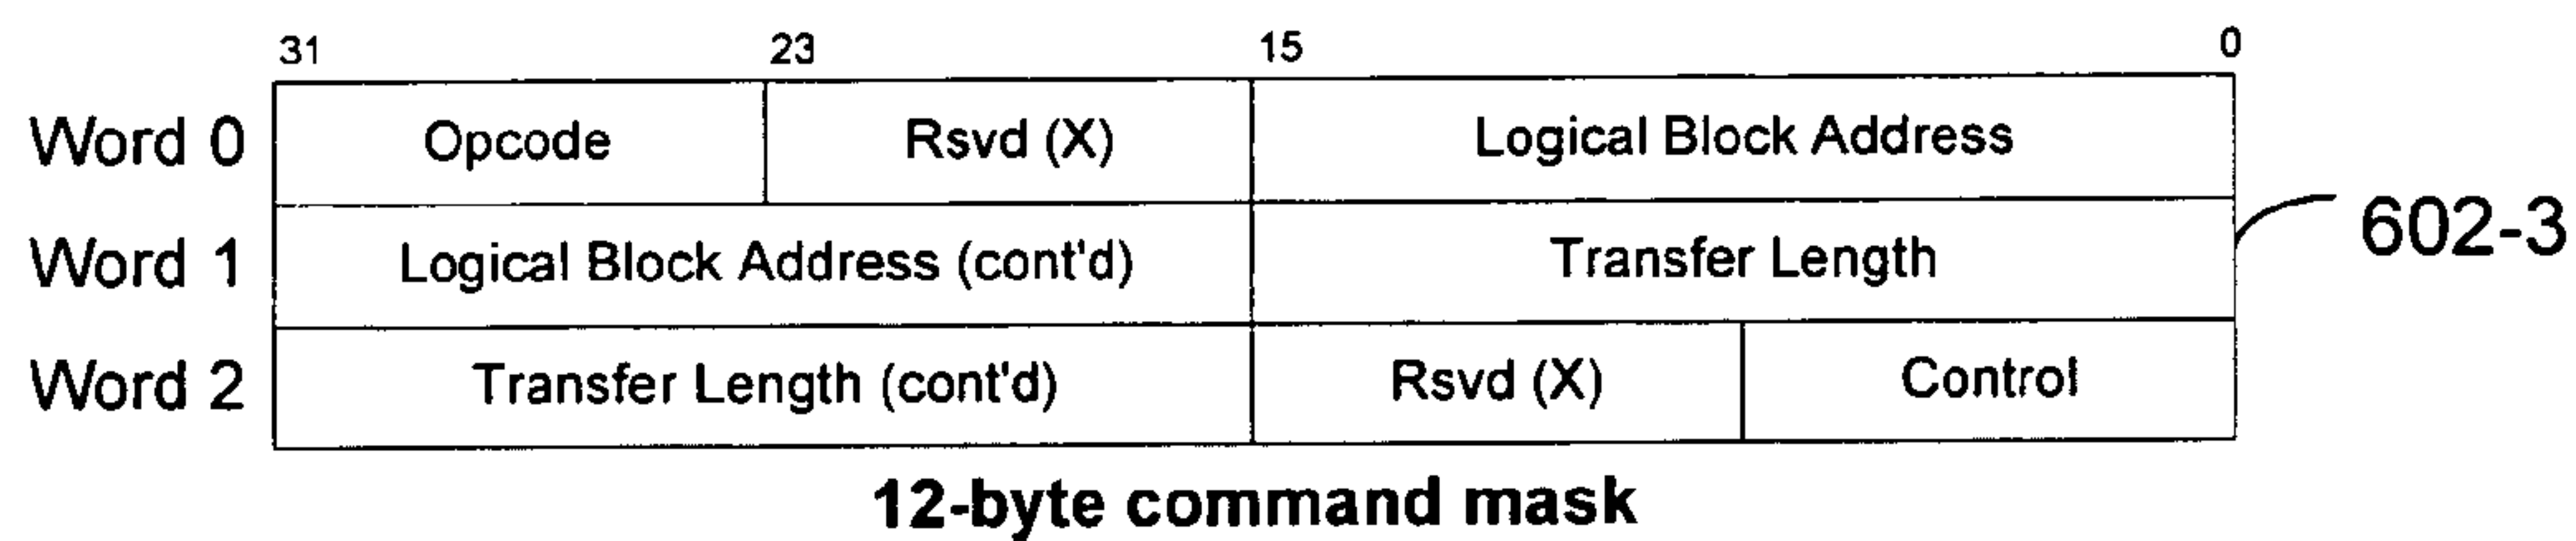 31 23 15 0
Word 0 Opcode Rsvd (X) Logical Block Address
Word 1 Logical Block Address (cont'd) Transfer Length 602-3
Word 2 Transfer Length (cont'd) Rsvd (X) Control
12-byte command mask